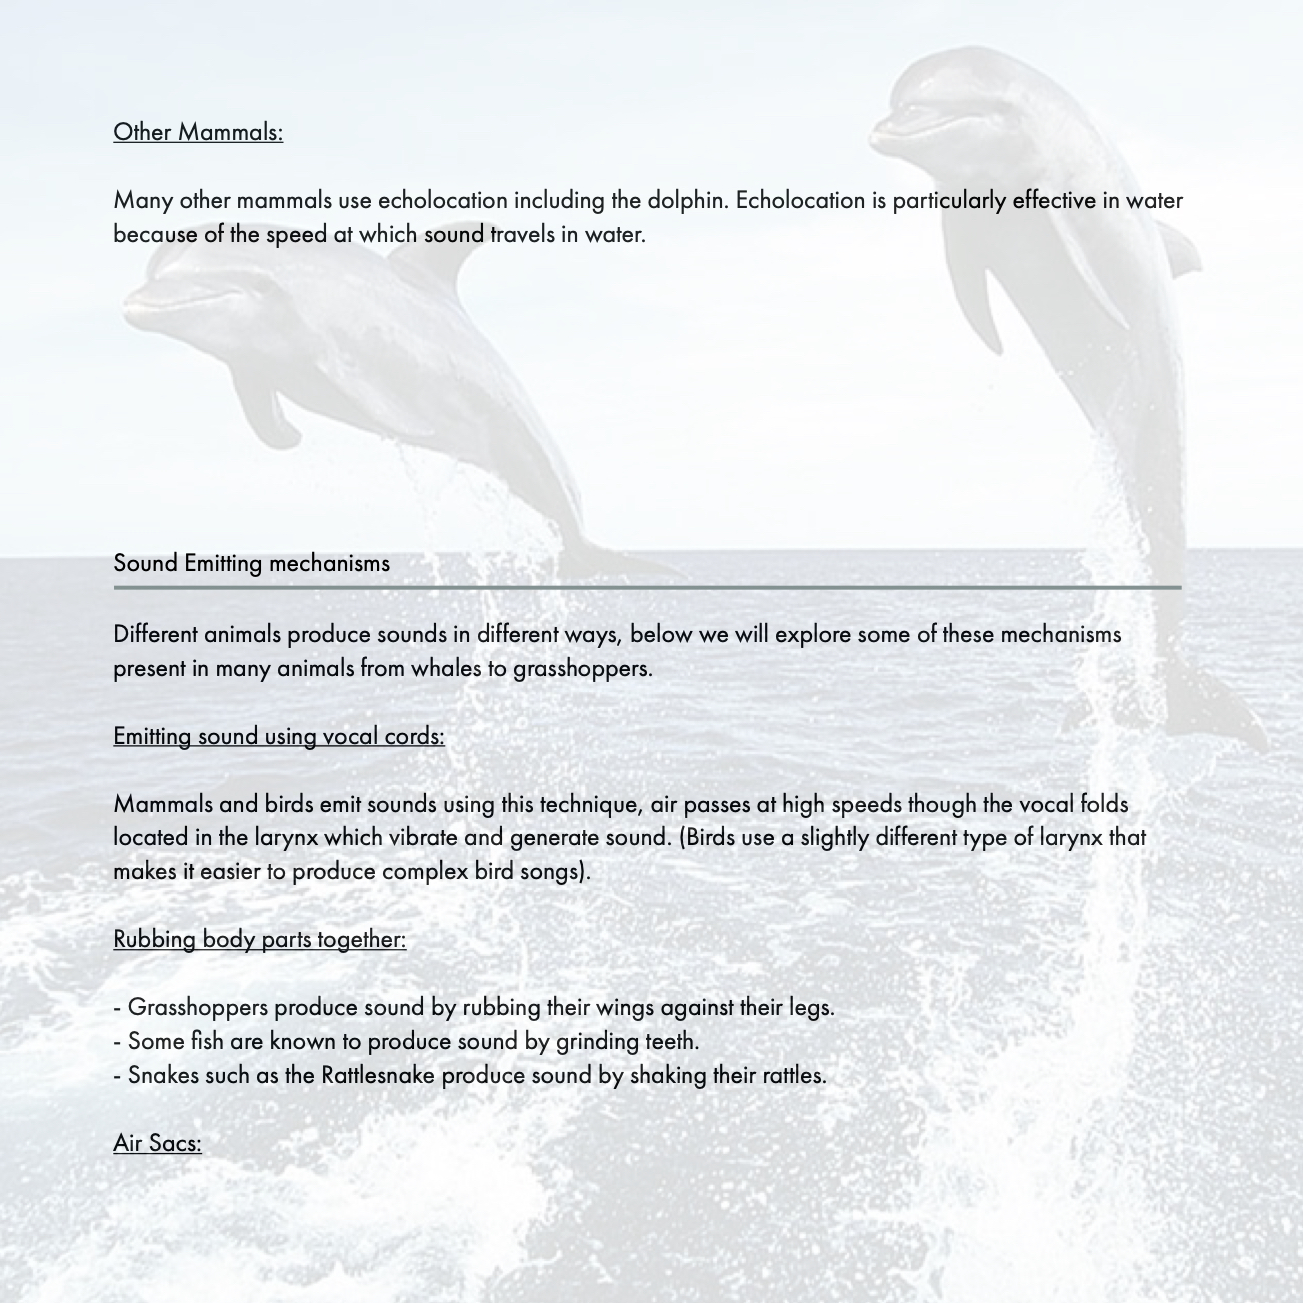 Other Mammals:
Many other mammals use echolocation including the dolphin. Echolocation is particularly effective in water
because of the speed at which sound travels in water.
Sound Emitting mechanisms
Different animals produce sounds in different ways, below we will explore some of these mechanisms
present in many animals from whales to grasshoppers.
Emitting sound using vocal cords:
Mammals and birds emit sounds using this technique, air passes at high speeds though the vocal folds
located in the larynx which vibrate and generate sound. (Birds use a slightly different type of larynx that
makes it easier to produce complex bird songs).
Rubbing body parts together:
- Grasshoppers produce sound by rubbing their wings against their legs.
- Some fish are known to produce sound by grinding teeth.
- Snakes such as the Rattlesnake produce sound by shaking their rattles.
Air Sacs: